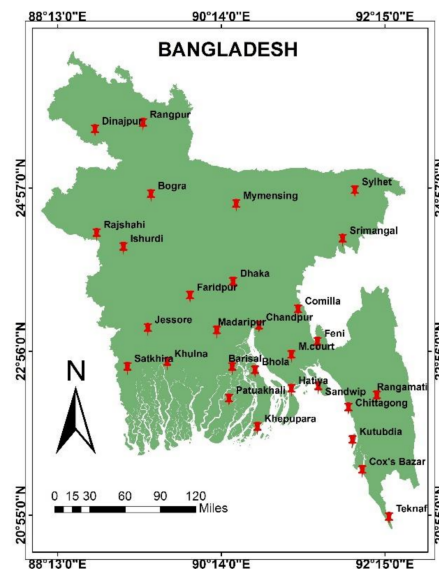 88°13'0"E 90°14'0"E 92°15'0"E
BANGLADESH
Rangpur
Dinajpur
24°57'0"N
24°57'0"N
Bogra
Sylhet
Mymensing
Rajshahi
Srimangal
Ishurdi
Dhaka
Faridpur
Comilla
Jessore
Madaripur
Chandpur
Feni
22°56'0"N
22°56'0"N
M.court
Satkhira
Khulna
Barisal
Bhola
N
Hatiya
Sandwip
Rangamati
Patuakhali
Chittagong
Khepupara
Kutubdia
Cox's Bazar
0 15 30 60 90 120
Miles
Teknaf
20°55'0"N
20°55'0"N
88°13'0"E 90°14'0"E 92°15'0"E